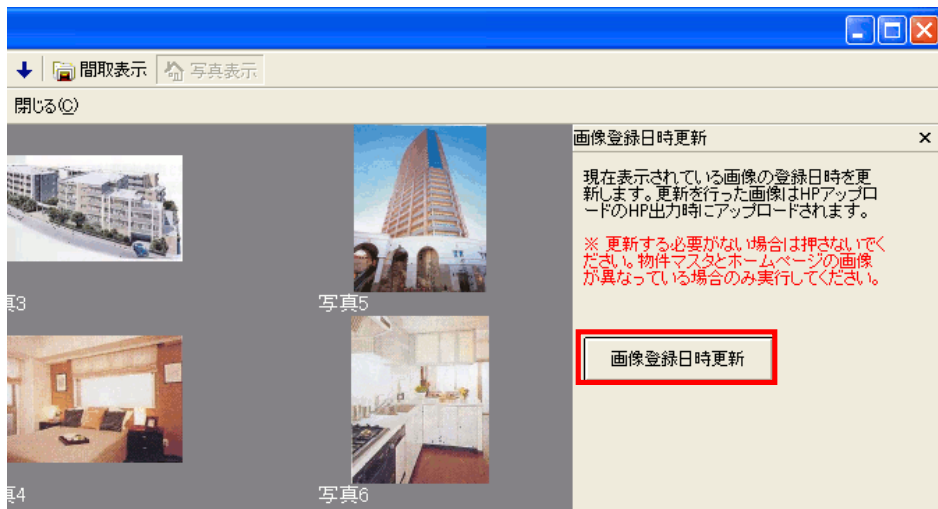 間取表示 写真表示
閉じる(C)
画像登録日時更新
現在表示されている画像の登録日時を更
新します。更新を行った画像はHPアップロ
ードのHP出力時にアップロードされます。
※ 更新する必要がない場合は押さないでく
ださい。物件マスタとホームページの画像
が異なっている場合のみ実行してください。
画像登録日時更新
真3
写真5
真4
写真6